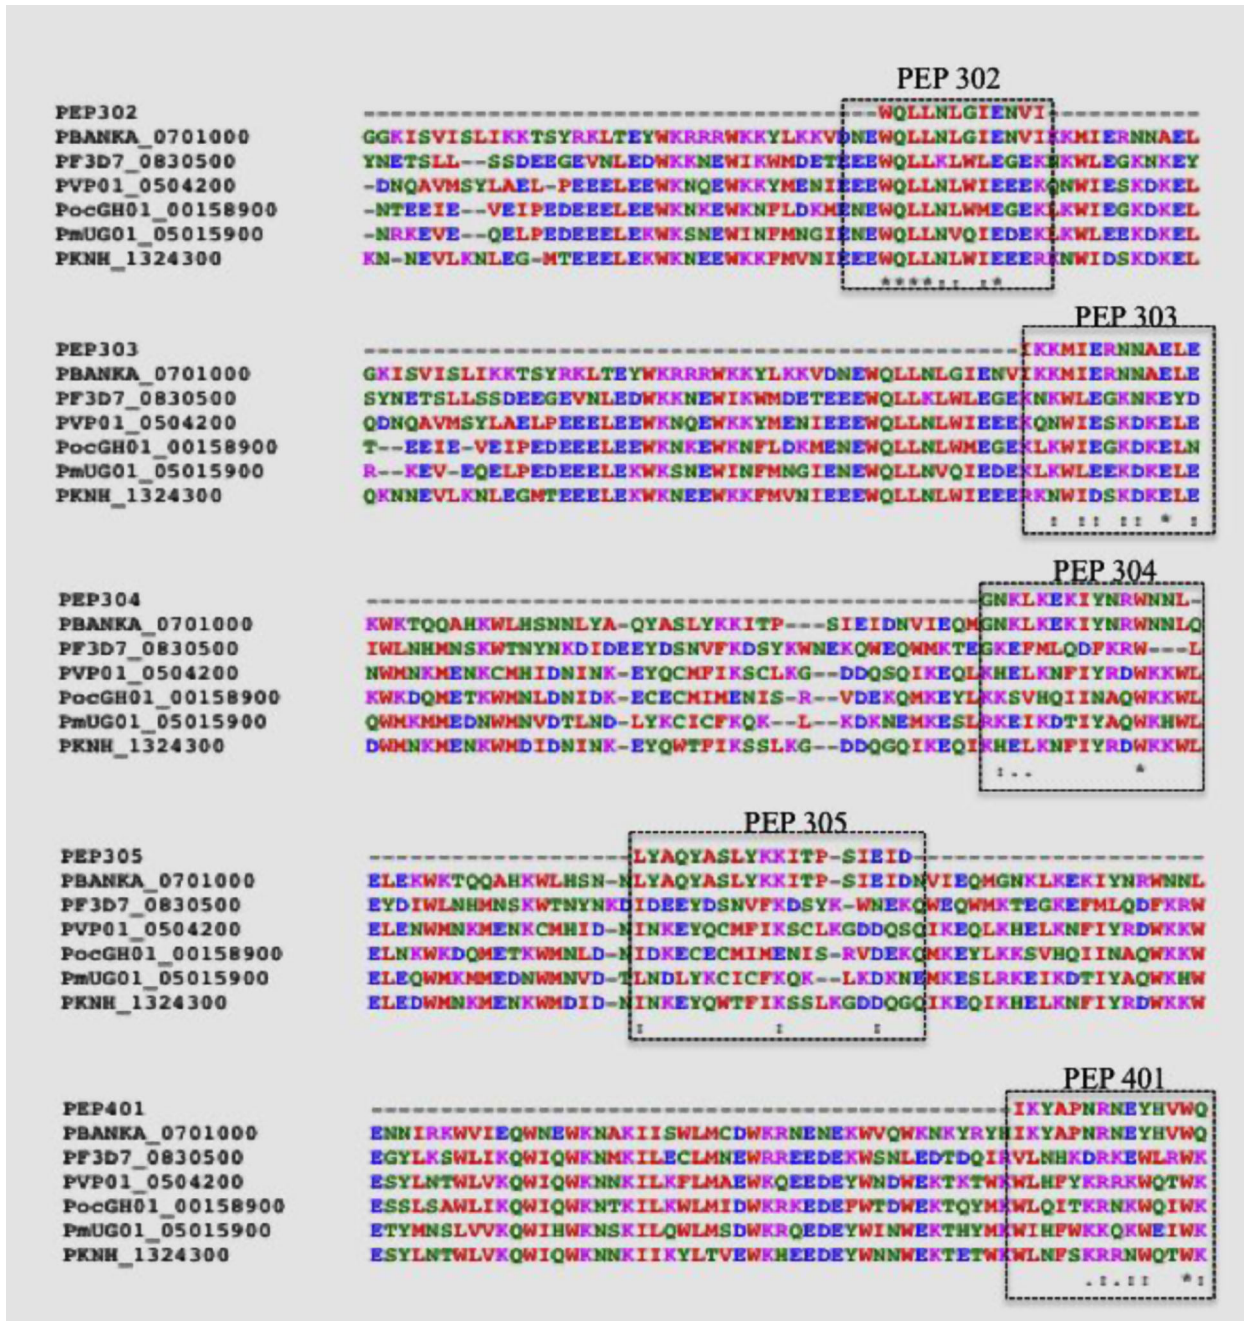 PEP 302
PEP302 -------------------------------------WQLLNLGIENVI-----------
PBANKA_0701000 GGKISVISLIKKTSYRKLTEYWKRRRWKKYLKKVDNEWQLLNLGIENVIKKMIERNNAEL
PF3D7_0830500 YNETSLL--SSDEEGEVNLEDWKKNEWIKWMDETEEEWQLLKLWLEGEKNKWLEGKNKEY
PVP01_0504200 -DNQAVMSYLAEL-PEEELEEWKNQEWKKYMENIEEEWQLLNLWIEEEKQNWIESKDKEL
PocGH01_00158900 -NTEEIE--VEIPEDEEELEEWKNKEWKNFLDKMENEWQLLNLWMEGEKLKWIEGKDKEL
PmUG01_05015900 -NRKEVE--QELPEDEEELEKWKSNEWINFMNGIENEWQLLNVQIEDEKLKWLEEKDKEL
PKNH_1324300 KN-NEVLKNLEG-MTEEELEKWKNEEWKKFMVNIEEEWQLLNLWIEEERKNWIDSKDKEL
****:: :*
PEP 303
PEP303 -----------------------------------------------IKKMIERNNAELE
PBANKA_0701000 GKISVISLIKKTSYRKLTEYWKRRRWKKYLKKVDNEWQLLNLGIENVIKKMIERNNAELE
PF3D7_0830500 SYNETSLLSSDEEGEVNLEDWKKNEWIKWMDETEEEWQLLKLWLEGEKNKWLEGKNKEYD
PVP01_0504200 QDNQAVMSYLAELPEEELEEWKNQEWKKYMENIEEEWQLLNLWIEEEKQNWIESKDKELE
PocGH01_00158900 T--EEIE-VEIPEDEEELEEWKNKEWKNFLDKMENEWQLLNLWMEGEKLKWIEGKDKELN
PmUG01_05015900 R--KEV-EQELPEDEEELEKWKSNEWINFMNGIENEWQLLNVQIEDEKLKWLEEKDKELE
PKNH_1324300 QKNNEVLKNLEGMTEEELEKWKNEEWKKFMVNIEEEWQLLNLWIEEERKNWIDSKDKELE
: :: :: * :
PEP 304
PEP304 --------------------------------------------GNKLKEKIYNRWNNL-
PBANKA_0701000 KWKTQQAHKWLHSNNLYA-QYASLYKKITP---SIEIDNVIEQMGNKLKEKIYNRWNNLQ
PF3D7_0830500 IWLNHMNSKWTNYNKDIDEEYDSNVFKDSYKWNEKQWEQWMKTEGKEFMLQDFKRW---L
PVP01_0504200 NWMNKMENKCMHIDNINK-EYQCMFIKSCLKG--DDQSQIKEQLKHELKNFIYRDWKKWL
PocGH01_00158900 KWKDQMETKWMNLDNIDK-ECECMIMENIS-R--VDEKQMKEYLKKSVHQIINAQWKKWL
PmUG01_05015900 QWMKMMEDNWMNVDTLND-LYKCICFKQK--L--KDKNEMKESLRKEIKDTIYAQWKHWL
PKNH_1324300 DWMNKMENKWMDIDNINK-EYQWTFIKSSLKG--DDQGQIKEQIKHELKNFIYRDWKKWL
:.. *
PEP 305
PEP305 -------------------LYAQYASLYKKITP-SIEID---------------------
PBANKA_0701000 ELEKWKTQQAHKWLHSN-NLYAQYASLYKKITP-SIEIDNVIEQMGNKLKEKIYNRWNNL
PF3D7_0830500 EYDIWLNHMNSKWTNYNKDIDEEYDSNVFKDSYK-WNEKQWEQWMKTEGKEFMLQDFKRW
PVP01_0504200 ELENWMNKMENKCMHID-NINKEYQCMFIKSCLKGDDQSQIKEQLKHELKNFIYRDWKKW
PocGH01_00158900 ELNKWKDQMETKWMNLD-NIDKECECMIMENIS-RVDEKQMKEYLKKSVHQIINAQWKKW
PmUG01_05015900 ELEQWMKMMEDNWMNVD-TLNDLYKCICFKQK--LKDKNEMKESLRKEIKDTIYAQWKHW
PKNH_1324300 ELEDWMNKMENKWMDID-NINKEYQWTFIKSSLKGDDQGQIKEQIKHELKNFIYRDWKKW
: : :
PEP 401
PEP401 ----------------------------------------------IKYAPNRNEYHVWQ
PBANKA_0701000 ENNIRKWVIEQWNEWKNAKIISWLMCDWKRNENEKWVQWKNKYRYHIKYAPNRNEYHVWQ
PF3D7_0830500 EGYLKSWLIKQWIQWKNMKILECLMNEWRREEDEKWSNLEDTDQIRVLNHKDRKEWLRWK
PVP01_0504200 ESYLNTWLVKQWIQWKNNKILKFLMAEWKQEEDEYWNDWEKTKTWKWLHFYKRRKWQTWK
PocGH01_00158900 ESSLSAWLIKQWIQWKNTKILKWLMIDWKRKEDEFWTDWEKTQYMKWLQITKRNKWQIWK
PmUG01_05015900 ETYMNSLVVKQWIHWKNSKILQWLMSDWKRQEDEYWINWEKTHYMKWIHFWKKQKWEIWK
PKNH_1324300 ESYLNTWLVKQWIQWKNNKIIKYLTVEWKHEEDEYWNNWEKTETWKWLNFSKRRNWQTWK
.:.:: *: